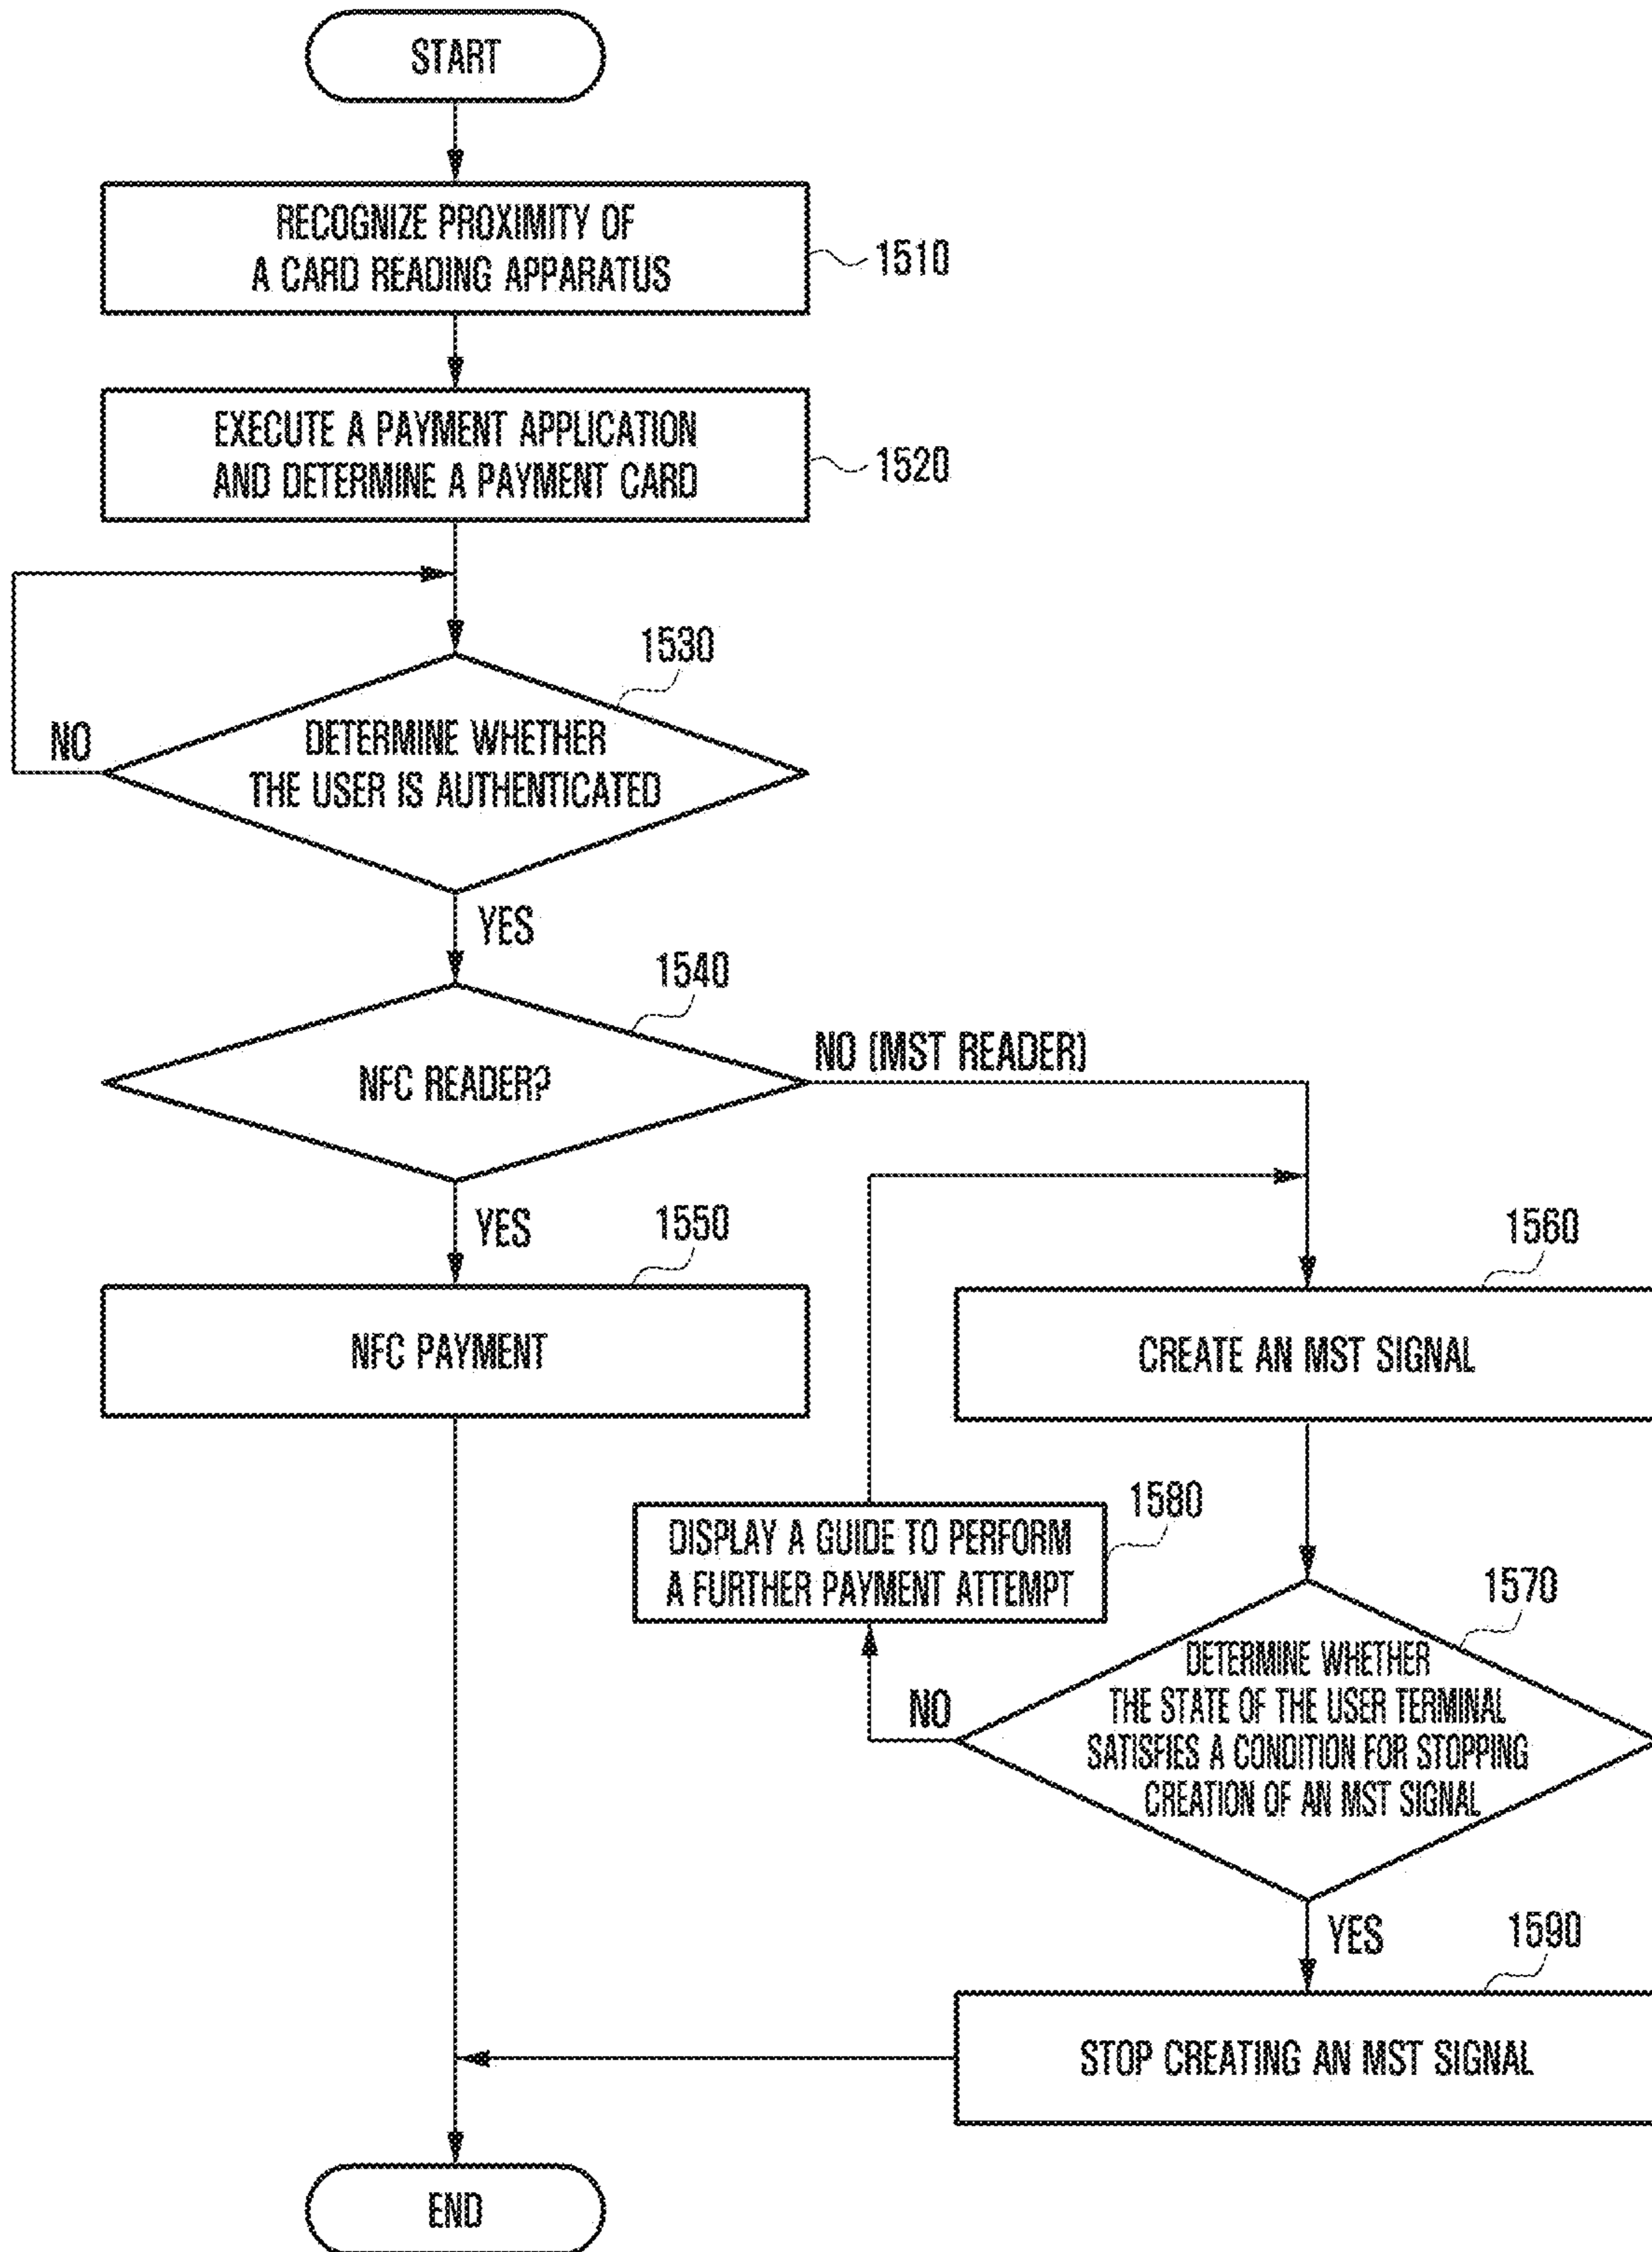 START
RECOGNIZE PROXIMITY OF
A CARD READING APPARATUS
1510
EXECUTE A PAYMENT APPLICATION
AND DETERMINE A PAYMENT CARD
1520
1530
DETERMINE WHETHER
THE USER IS AUTHENTICATED
NO
YES
1540
NFC READER?
NO (MST READER)
YES
1550
NFC PAYMENT
1560
CREATE AN MST SIGNAL
1580
DISPLAY A GUIDE TO PERFORM
A FURTHER PAYMENT ATTEMPT
1570
DETERMINE WHETHER
THE STATE OF THE USER TERMINAL
SATISFIES A CONDITION FOR STOPPING
CREATION OF AN MST SIGNAL
NO
YES
1590
STOP CREATING AN MST SIGNAL
END